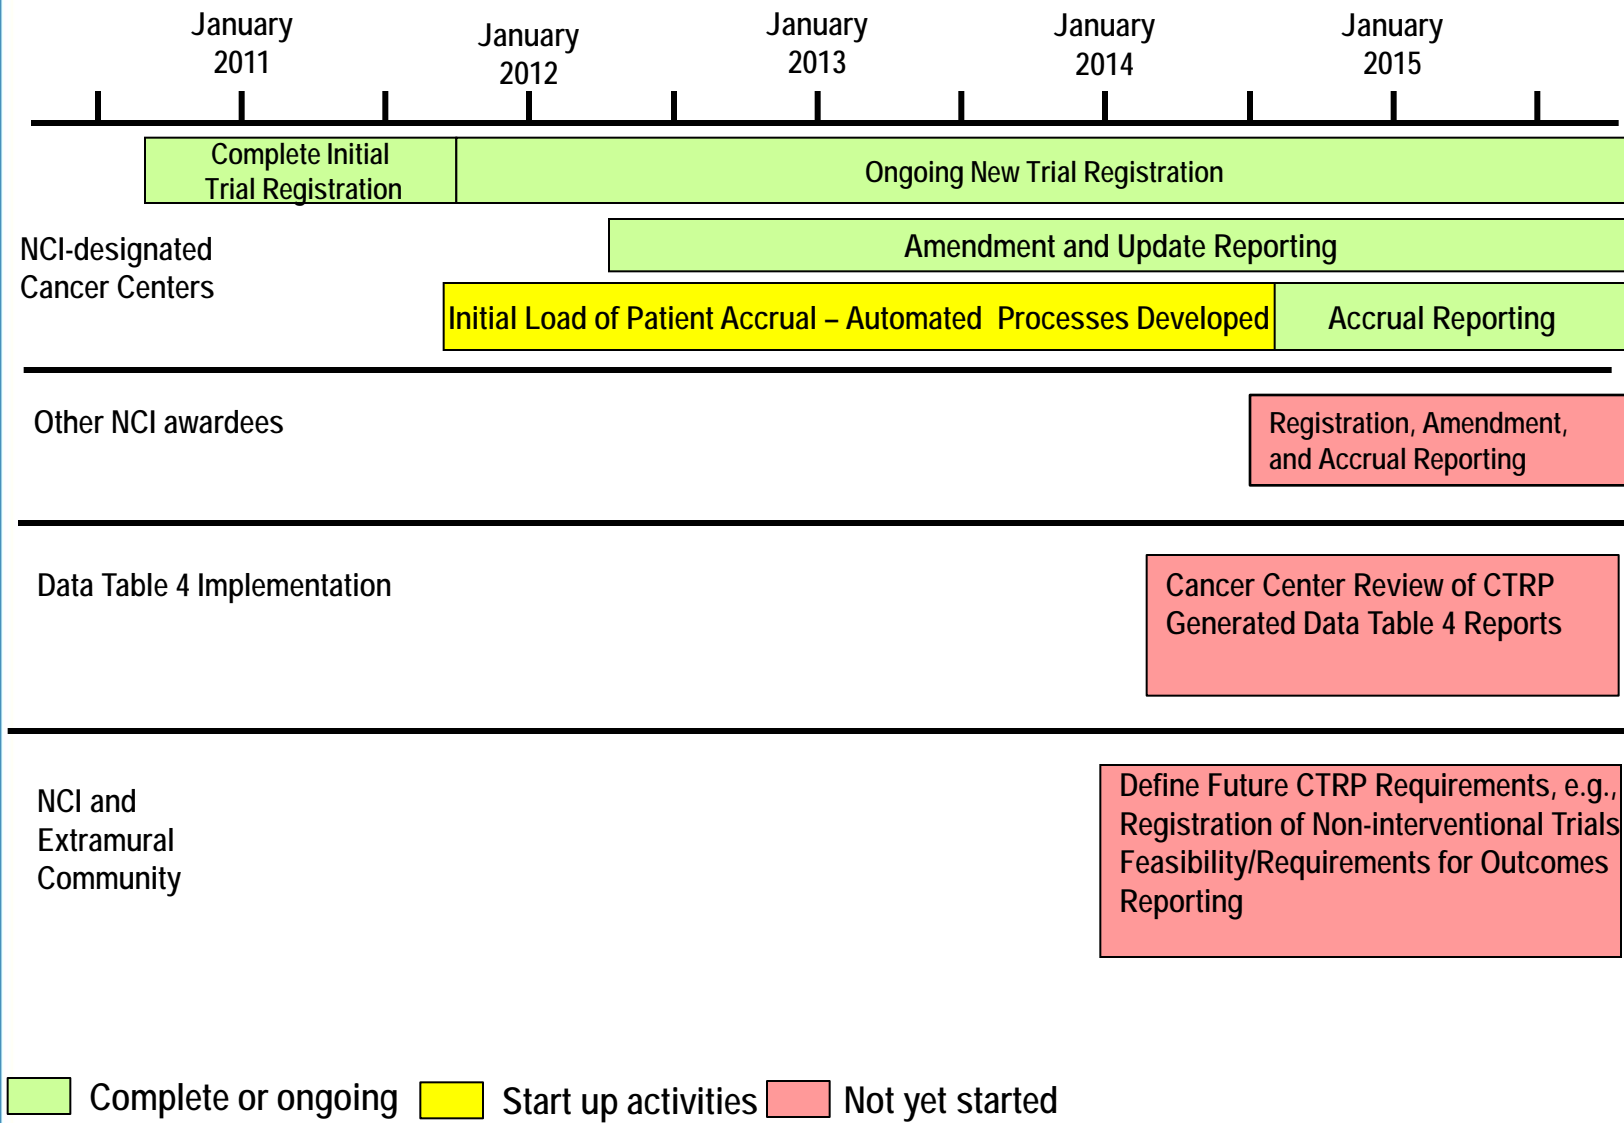 January
2011
January
2012
January
2013
January
2014
January
2015
Complete Initial
Trial Registration
Ongoing New Trial Registration
NCI-designated
Cancer Centers
Amendment and Update Reporting
Initial Load of Patient Accrual – Automated  Processes Developed
Accrual Reporting
Other NCI awardees
Registration, Amendment,
and Accrual Reporting
Data Table 4 Implementation
Cancer Center Review of CTRP
Generated Data Table 4 Reports
NCI and
Extramural
Community
Define Future CTRP Requirements, e.g.,
Registration of Non-interventional Trials
Feasibility/Requirements for Outcomes
Reporting
Complete or ongoing
Start up activities
Not yet started